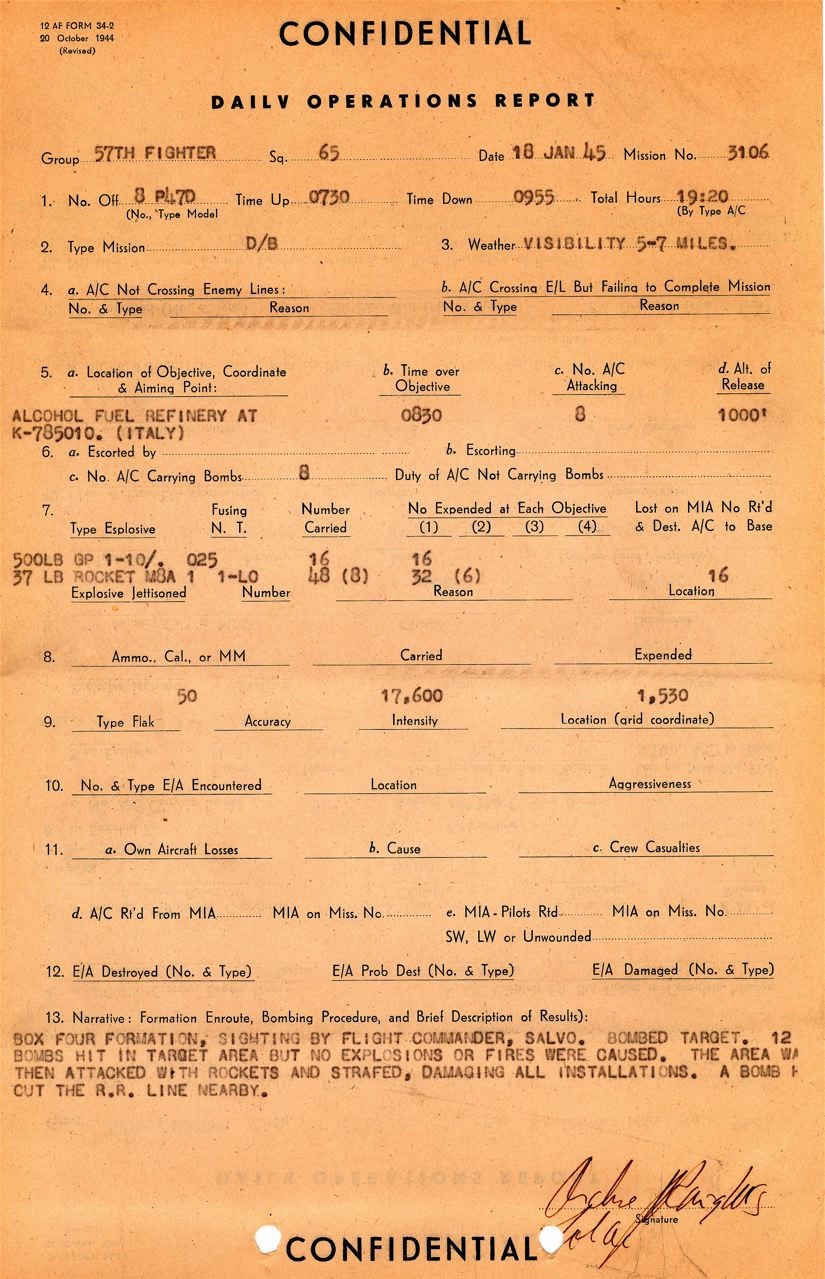 12 AF FORM 34-2
20 October 1944
(Revised)
CONFIDENTIAL
DAILY OPERATIONS REPORT
Group 57TH FIGHTER Sq. 65 Date 18 JAN 45 Mission No. 3106
1. No. Off 8 P47D Time Up 0730 Time Down 0955 Total Hours 19:20
(No., Type Model (By Type A/C
2. Type Mission D/B 3. Weather VISIBILITY 5-7 MILES.
4. a. A/C Not Crossing Enemy Lines: b. A/C Crossing E/L But Failing to Complete Mission
No. & Type Reason No. & Type Reason
5. a. Location of Objective, Coordinate b. Time over c. No. A/C d. Alt. of
& Aiming Point: Objective Attacking Release
ALCOHOL FUEL REFINERY AT 0830 8 1000'
K-785010. (ITALY)
6. a. Escorted by b. Escorting
c. No. A/C Carrying Bombs 8 Duty of A/C Not Carrying Bombs
7. Fusing Number No Expended at Each Objective Lost on MIA No Rt'd
Type Esplosive N. T. Carried (1) (2) (3) (4) & Dest. A/C to Base
500LB GP 1-10/. 025 16 16
37 LB ROCKET M8A 1 1-LO 48 (8) 32 (6) 16
Explosive Jettisoned Number Reason Location
8. Ammo., Cal., or MM Carried Expended
50 17,600 1,530
9. Type Flak Accuracy Intensity Location (grid coordinate)
10. No. & Type E/A Encountered Location Aggressiveness
11. a. Own Aircraft Losses b. Cause c. Crew Casualties
d. A/C Rt'd From MIA MIA on Miss. No. e. MIA-Pilots Rtd. MIA on Miss. No.
SW, LW or Unwounded
12. E/A Destroyed (No. & Type) E/A Prob Dest (No. & Type) E/A Damaged (No. & Type)
13. Narrative: Formation Enroute, Bombing Procedure, and Brief Description of Results):
BOX FOUR FORMATION, SIGHTING BY FLIGHT COMMANDER, SALVO. BOMBED TARGET. 12
BOMBS HIT IN TARGET AREA BUT NO EXPLOSIONS OR FIRES WERE CAUSED. THE AREA WA
THEN ATTACKED WITH ROCKETS AND STRAFED, DAMAGING ALL INSTALLATIONS. A BOMB H
CUT THE R.R. LINE NEARBY.
Signature
CONFIDENTIAL